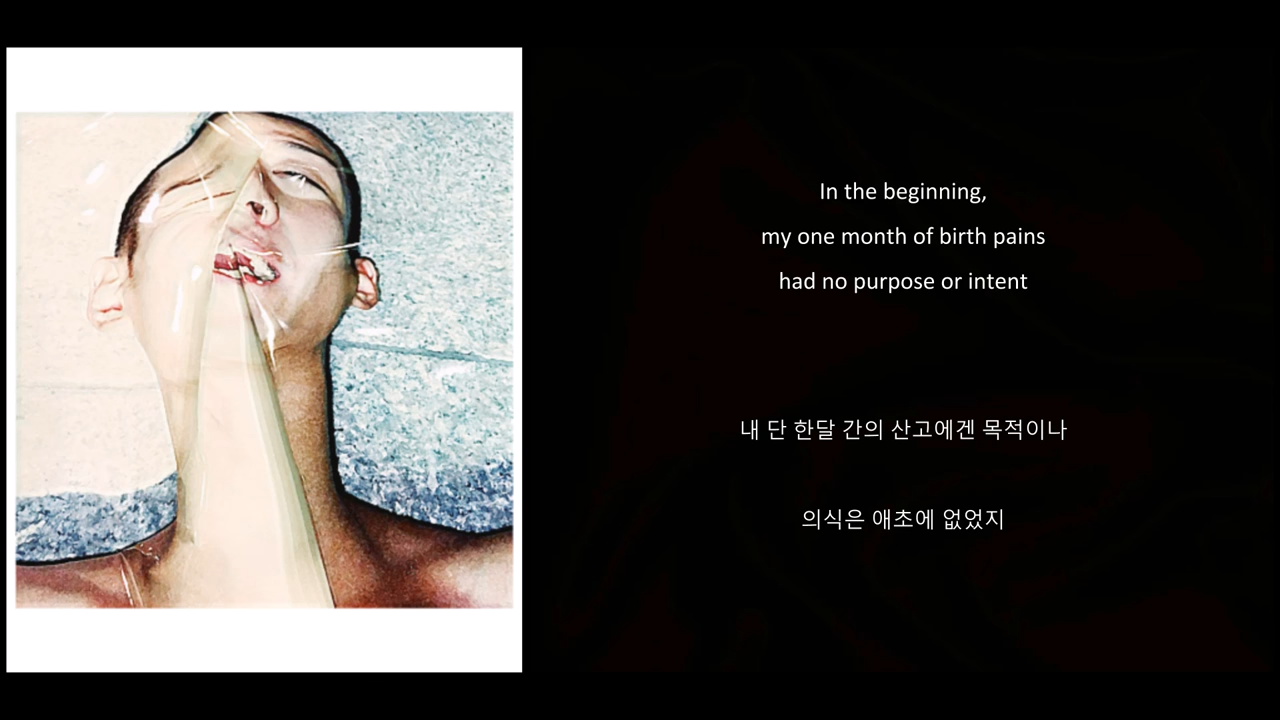 In the beginning,
my one month of birth pains
had no purpose or intent
내 단 한달 간의 산고에겐 목적이나
의식은 애초에 없었지